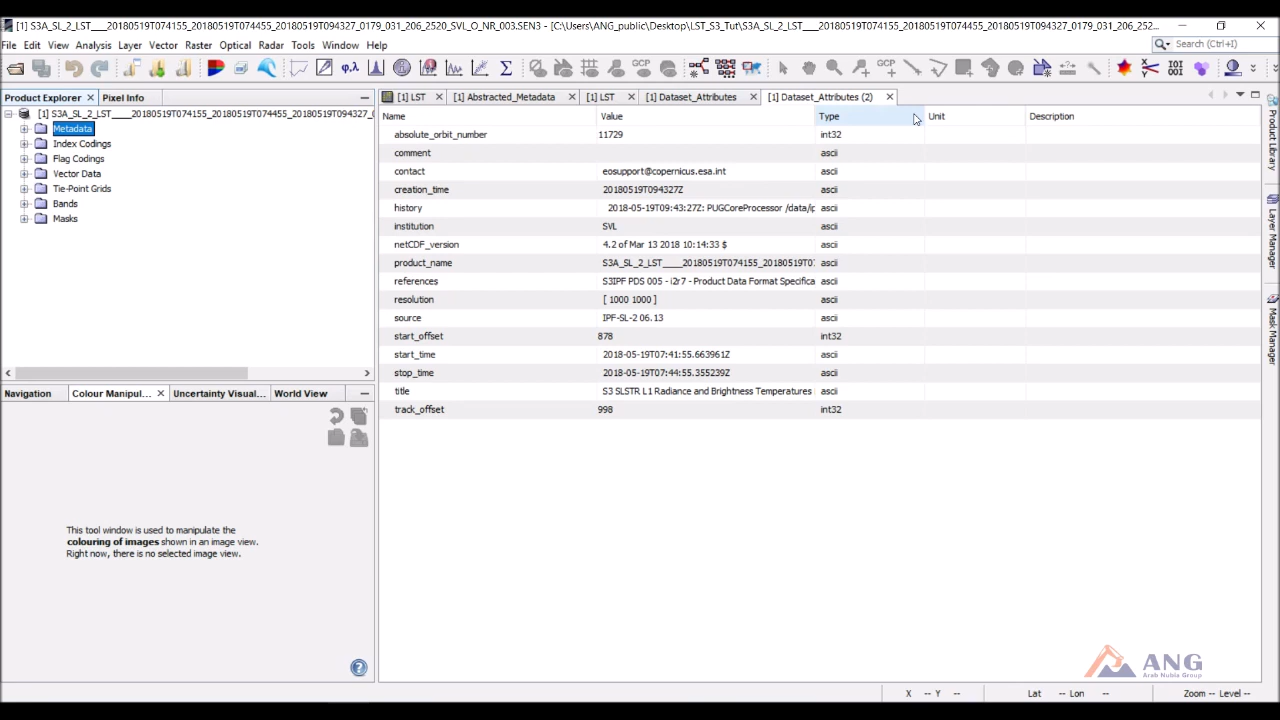 [1] S3A_SL_2_LST____20180519T074155_20180519T074455_20180519T094327_0179_031_206_2520_SVL_O_NR_003.SEN3 - [C:\Users\ANG_public\Desktop\LST_S3_Tut\S3A_SL_2_LST____20180519T074155_20180519T074455_20180519T094327_0179_031_206_2520_SVL_O_NR_003.SE...
File Edit View Analysis Layer Vector Raster Optical Radar Tools Window Help
Search (Ctrl+I)
Product Explorer Pixel Info
[1] S3A_SL_2_LST____20180519T074155_20180519T074455_20180519T094327_0
Metadata
Index Codings
Flag Codings
Vector Data
Tie-Point Grids
Bands
Masks
Navigation Colour Manipul... Uncertainty Visual... World View
This tool window is used to manipulate the
colouring of images shown in an image view.
Right now, there is no selected image view.
[1] LST [1] Abstracted_Metadata [1] LST [1] Dataset_Attributes [1] Dataset_Attributes (2)
Name Value Type Unit Description
absolute_orbit_number 11729 int32
comment ascii
contact eosupport@copernicus.esa.int ascii
creation_time 20180519T094327Z ascii
history 2018-05-19T09:43:27Z: PUGCoreProcessor /data/ip ascii
institution SVL ascii
netCDF_version 4.2 of Mar 13 2018 10:14:33 $ ascii
product_name S3A_SL_2_LST____20180519T074155_20180519T0 ascii
references S3IPF PDS 005 - i2r7 - Product Data Format Specifica ascii
resolution [ 1000 1000 ] ascii
source IPF-SL-2 06.13 ascii
start_offset 878 int32
start_time 2018-05-19T07:41:55.663961Z ascii
stop_time 2018-05-19T07:44:55.355239Z ascii
title S3 SLSTR L1 Radiance and Brightness Temperatures ascii
track_offset 998 int32
Product Library
Layer Manager
Mask Manager
ANG
Arab Nubia Group
X -- Y -- Lat -- Lon -- Zoom -- Level --